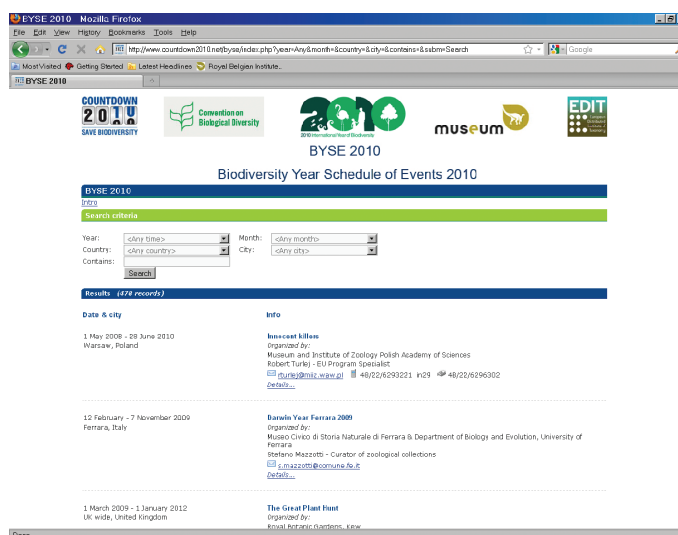 BYSE 2010 Mozilla Firefox
File Edit View History Bookmarks Tools Help
http://www.countdown2010.net/byse/index.php?year=Any&month=&country=&city=&contains=&subm=Search
Google
Most Visited Getting Started Latest Headlines Royal Belgian Institute..
BYSE 2010
COUNTDOWN
2010
SAVE BIODIVERSITY
Convention on
Biological Diversity
2010
2010 International Year of Biodiversity
museum
EDIT
BYSE 2010
Biodiversity Year Schedule of Events 2010
BYSE 2010
Intro
Search criteria
Year: <Any time> Month: <Any month>
Country: <Any country> City: <Any city>
Contains:
Search
Results (478 records)
Date & city Info
1 May 2008 - 28 June 2010 Innocent killers
Warsaw, Poland Organized by:
Museum and Institute of Zoology Polish Academy of Sciences
Robert Turlej - EU Program Specialist
rturlej@miiz.waw.pl 48/22/6293221 in29 48/22/6296302
Details...
12 February - 7 November 2009 Darwin Year Ferrara 2009
Ferrara, Italy Organized by:
Museo Civico di Storia Naturale di Ferrara & Department of Biology and Evolution, University of
Ferrara
Stefano Mazzotti - Curator of zoological collections
s.mazzotti@comune.fe.it
Details...
1 March 2009 - 1 January 2012 The Great Plant Hunt
UK wide, United Kingdom Organized by:
Royal Botanic Gardens, Kew